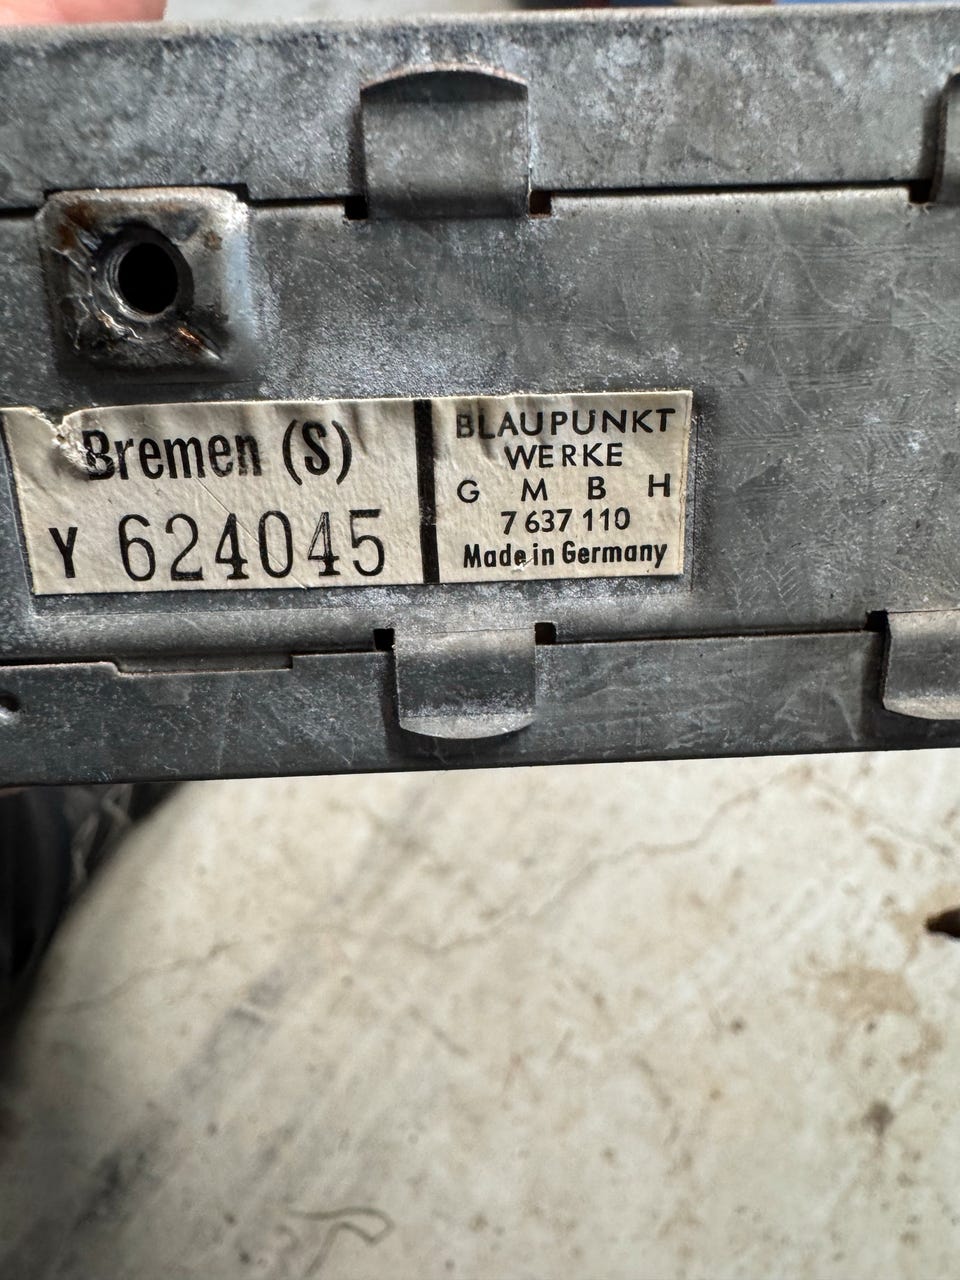 Bremen (S)
Y 624045
BLAUPUNKT
WERKE
G M B H
7 637 110
Made in Germany